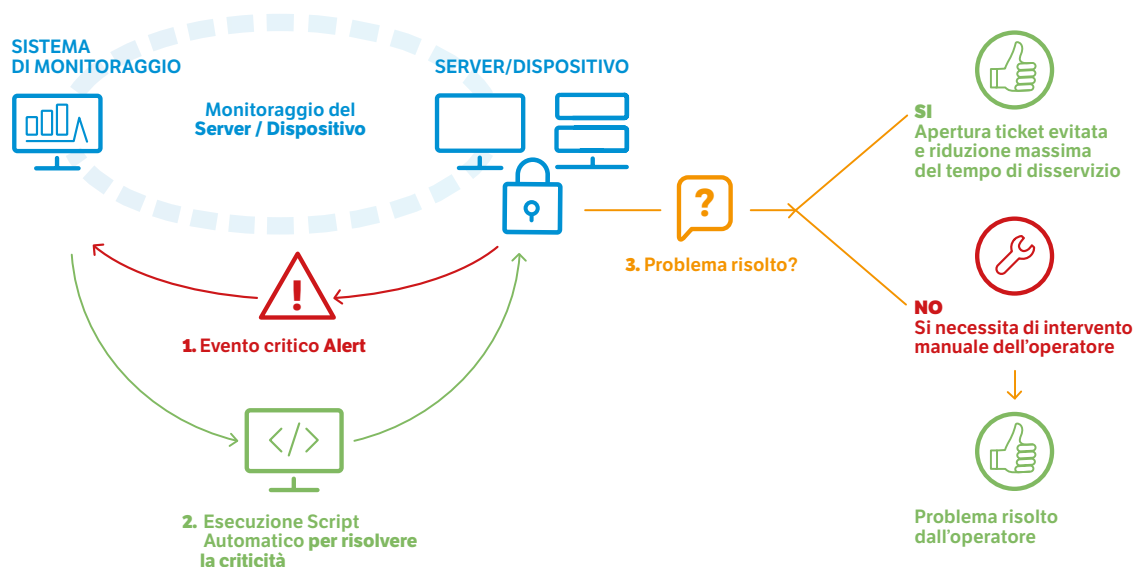 SISTEMA
DI MONITORAGGIO
Monitoraggio del
Server / Dispositivo
SERVER/DISPOSITIVO
1. Evento critico Alert
</>
2. Esecuzione Script
Automatico per risolvere
la criticità
?
3. Problema risolto?
SI
Apertura ticket evitata
e riduzione massima
del tempo di disservizio
NO
Si necessita di intervento
manuale dell’operatore
Problema risolto
dall’operatore